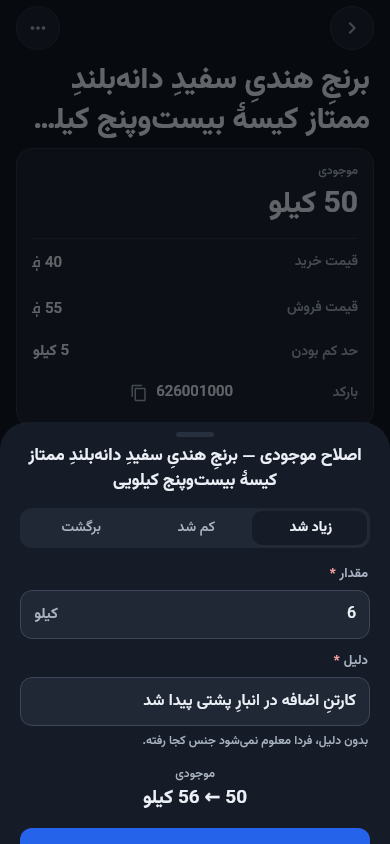 برنجِ هندیِ سفیدِ دانه‌بلندِ
ممتاز کیسهٔ بیست‌وپنج کیلـ…
موجودی
50 کیلو
قیمت خرید
40 ؋
قیمت فروش
55 ؋
حد کم بودن
5 کیلو
بارکد
626001000
اصلاح موجودی — برنجِ هندیِ سفیدِ دانه‌بلندِ ممتاز
کیسهٔ بیست‌وپنج کیلویی
زیاد شد
کم شد
برگشت
مقدار *
6
کیلو
دلیل *
کارتنِ اضافه در انبارِ پشتی پیدا شد
بدون دلیل، فردا معلوم نمی‌شود جنس کجا رفته.
موجودی
50 ← 56 کیلو